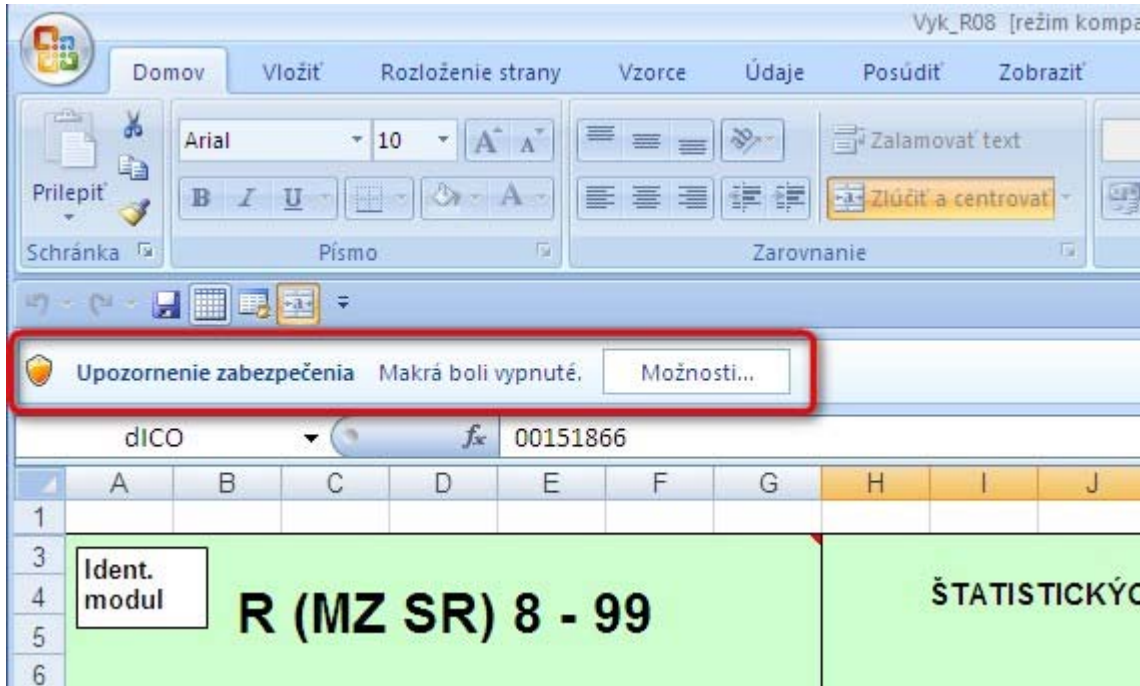 Vyk_R08 [režim kompa
Domov Vložiť Rozloženie strany Vzorce Údaje Posúdiť Zobraziť
Arial 10 A A Zalamovať text
Prilepiť B I U A Zlúčiť a centrovať
Schránka Písmo Zarovnanie
Upozornenie zabezpečenia Makrá boli vypnuté. Možnosti...
dICO fx 00151866
A B C D E F G H I J
1
3
Ident.
4 modul
R (MZ SR) 8 - 99 ŠTATISTICKÝC
5
6